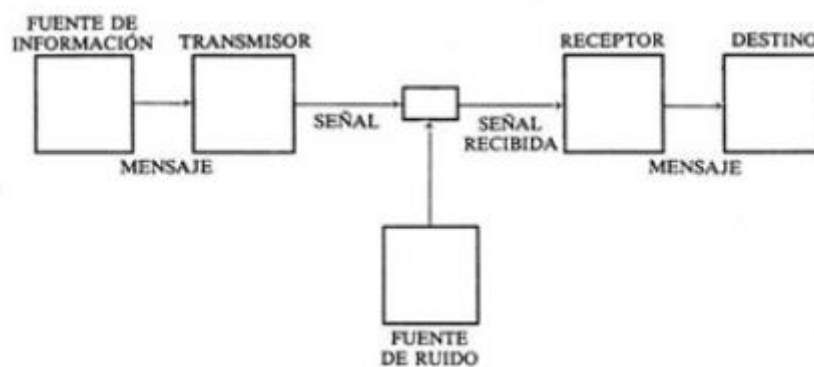 FUENTE DE
INFORMACIÓN
TRANSMISOR
RECEPTOR
DESTINO
SEÑAL
SEÑAL
RECIBIDA
MENSAJE
MENSAJE
FUENTE
DE RUIDO